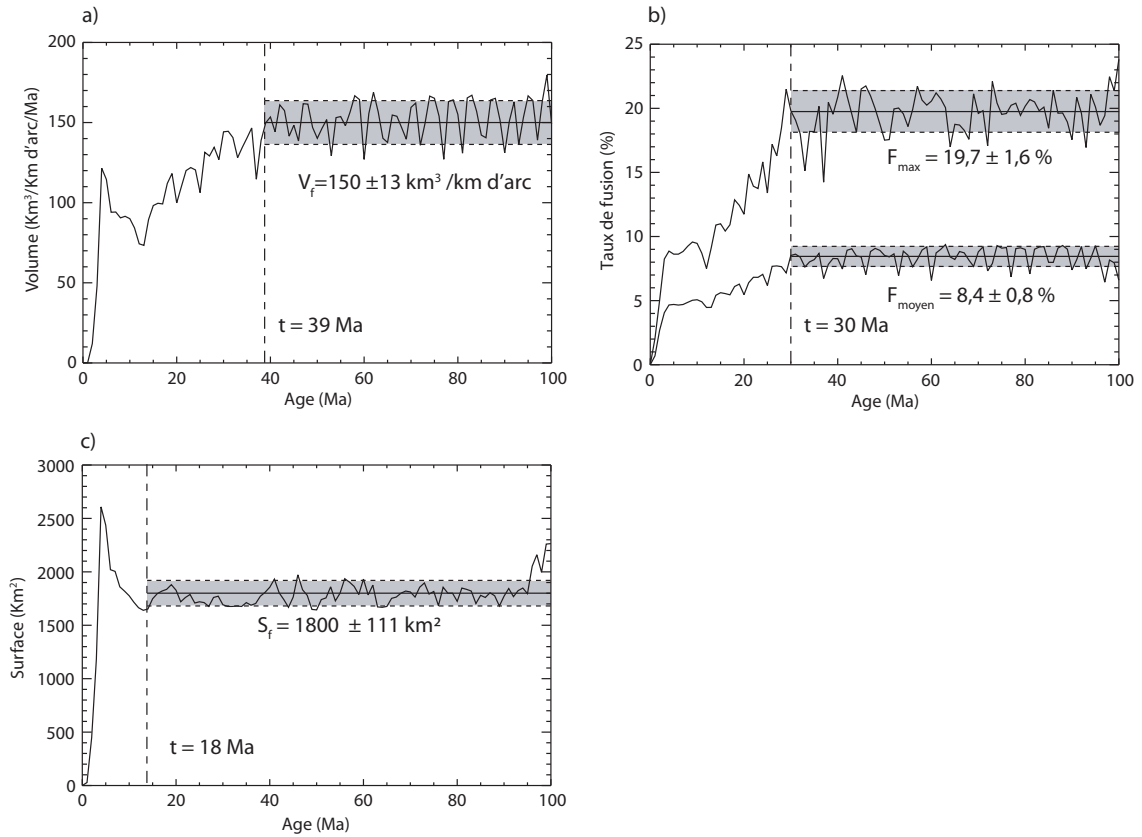 a)
200
150
100
50
0
Volume (Km³/Km d'arc/Ma)
V_f=150 ±13 km³ /km d'arc
t = 39 Ma
0 20 40 60 80 100
Age (Ma)
b)
25
20
15
10
5
0
Taux de fusion (%)
F_max = 19,7 ± 1,6 %
F_moyen = 8,4 ± 0,8 %
t = 30 Ma
0 20 40 60 80 100
Age (Ma)
c)
3000
2500
2000
1500
1000
500
0
Surface (Km²)
S_f = 1800 ± 111 km²
t = 18 Ma
0 20 40 60 80 100
Age (Ma)